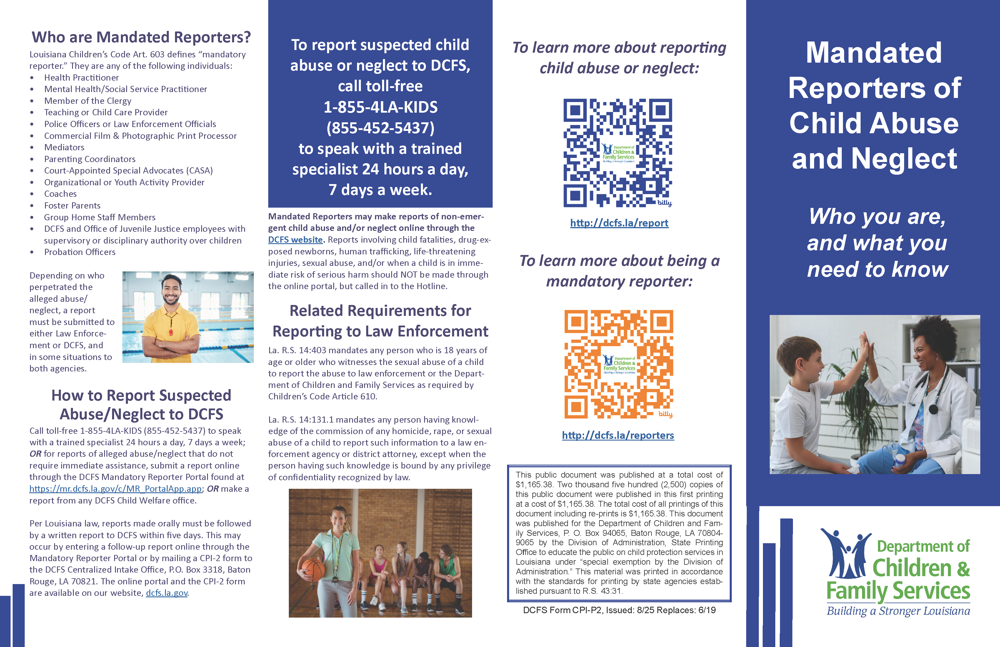 Who are Mandated Reporters?
Louisiana Children’s Code Art. 603 defines “mandatory
reporter.” They are any of the following individuals:
• Health Practitioner
• Mental Health/Social Service Practitioner
• Member of the Clergy
• Teaching or Child Care Provider
• Police Officers or Law Enforcement Officials
• Commercial Film & Photographic Print Processor
• Mediators
• Parenting Coordinators
• Court-Appointed Special Advocates (CASA)
• Organizational or Youth Activity Provider
• Coaches
• Foster Parents
• Group Home Staff Members
• DCFS and Office of Juvenile Justice employees with
supervisory or disciplinary authority over children
• Probation Officers
Depending on who
perpetrated the
alleged abuse/
neglect, a report
must be submitted to
either Law Enforce-
ment or DCFS, and
in some situations to
both agencies.
How to Report Suspected
Abuse/Neglect to DCFS
Call toll-free 1-855-4LA-KIDS (855-452-5437) to speak
with a trained specialist 24 hours a day, 7 days a week;
OR for reports of alleged abuse/neglect that do not
require immediate assistance, submit a report online
through the DCFS Mandatory Reporter Portal found at
https://mr.dcfs.la.gov/c/MR_PortalApp.app; OR make a
report from any DCFS Child Welfare office.
Per Louisiana law, reports made orally must be followed
by a written report to DCFS within five days. This may
occur by entering a follow-up report online through the
Mandatory Reporter Portal or by mailing a CPI-2 form to
the DCFS Centralized Intake Office, P.O. Box 3318, Baton
Rouge, LA 70821. The online portal and the CPI-2 form
are available on our website, dcfs.la.gov.
To report suspected child
abuse or neglect to DCFS,
call toll-free
1-855-4LA-KIDS
(855-452-5437)
to speak with a trained
specialist 24 hours a day,
7 days a week.
Mandated Reporters may make reports of non-emer-
gent child abuse and/or neglect online through the
DCFS website. Reports involving child fatalities, drug-ex-
posed newborns, human trafficking, life-threatening
injuries, sexual abuse, and/or when a child is in imme-
diate risk of serious harm should NOT be made through
the online portal, but called in to the Hotline.
Related Requirements for
Reporting to Law Enforcement
La. R.S. 14:403 mandates any person who is 18 years of
age or older who witnesses the sexual abuse of a child
to report the abuse to law enforcement or the Depart-
ment of Children and Family Services as required by
Children’s Code Article 610.
La. R.S. 14:131.1 mandates any person having knowl-
edge of the commission of any homicide, rape, or sexual
abuse of a child to report such information to a law en-
forcement agency or district attorney, except when the
person having such knowledge is bound by any privilege
of confidentiality recognized by law.
To learn more about reporting
child abuse or neglect:
Department of
Children &
Family Services
Building a Stronger Louisiana
bitly
http://dcfs.la/report
To learn more about being a
mandatory reporter:
Department of
Children &
Family Services
Building a Stronger Louisiana
bitly
http://dcfs.la/reporters
This public document was published at a total cost of
$1,165.38. Two thousand five hundred (2,500) copies of
this public document were published in this first printing
at a cost of $1,165.38. The total cost of all printings of this
document including re-prints is $1,165.38. This document
was published for the Department of Children and Fam-
ily Services, P. O. Box 94065, Baton Rouge, LA 70804-
9065 by the Division of Administration, State Printing
Office to educate the public on child protection services in
Louisiana under “special exemption by the Division of
Administration.” This material was printed in accordance
with the standards for printing by state agencies estab-
lished pursuant to R.S. 43:31.
DCFS Form CPI-P2, Issued: 8/25 Replaces: 6/19
Mandated
Reporters of
Child Abuse
and Neglect
Who you are,
and what you
need to know
Department of
Children &
Family Services
Building a Stronger Louisiana